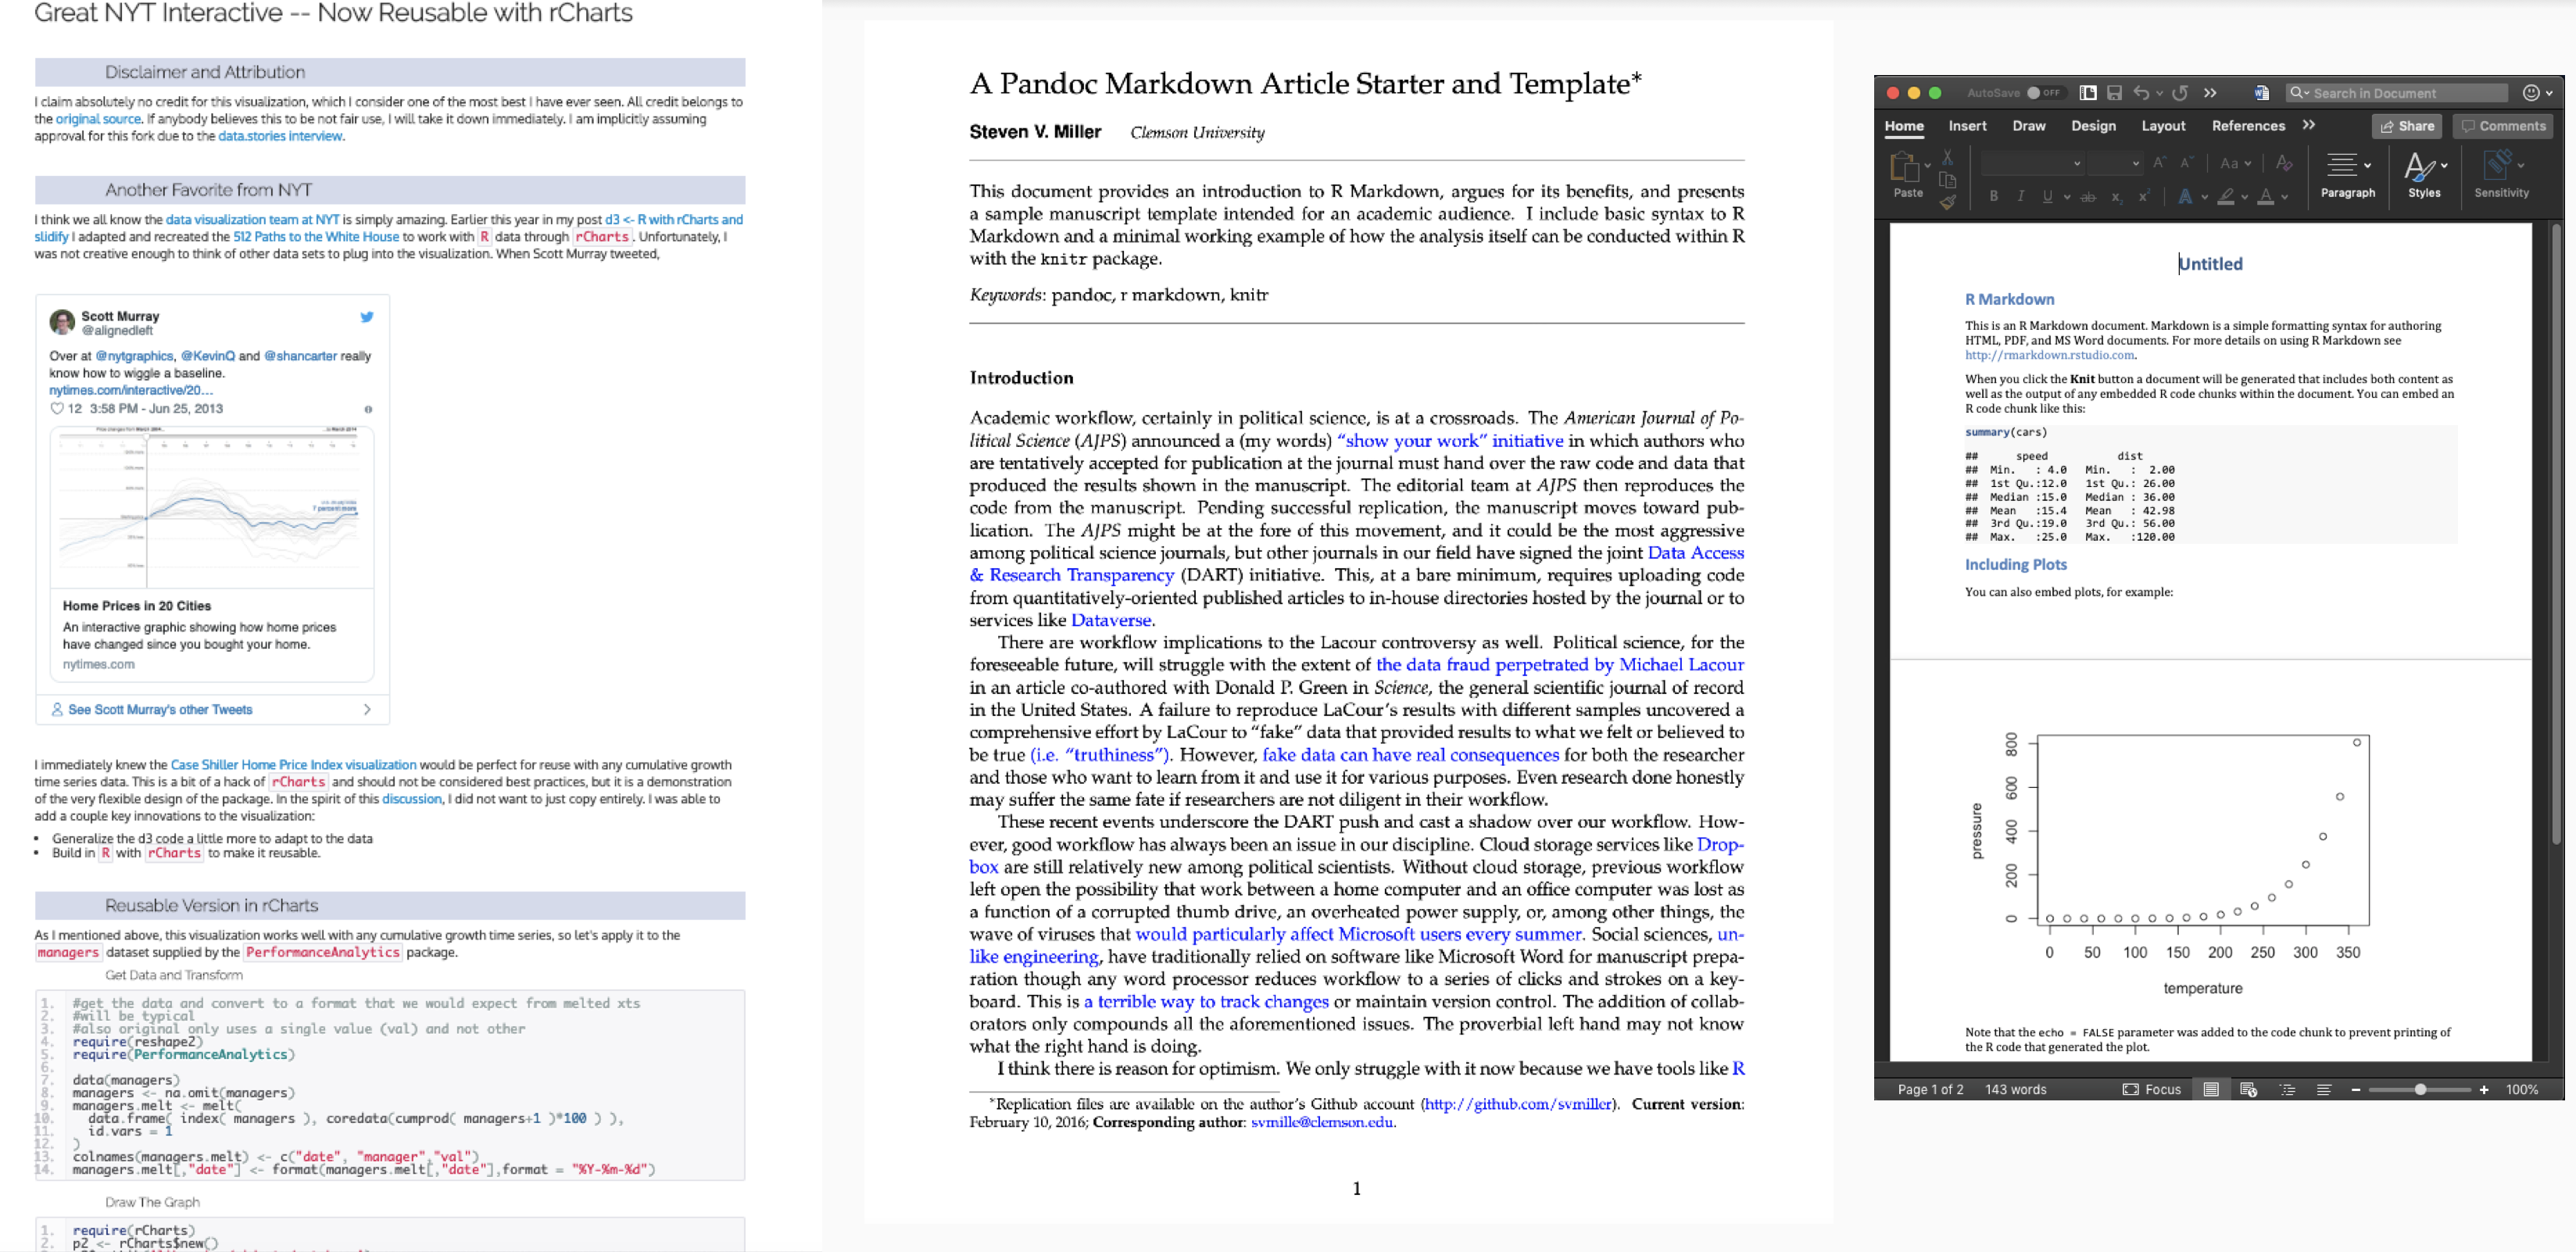 Great NYT Interactive -- Now Reusable with rCharts
Disclaimer and Attribution
I claim absolutely no credit for this visualization, which I consider one of the most best I have ever seen. All credit belongs to
the original source. If anybody believes this to be not fair use, I will take it down immediately. I am implicitly assuming
approval for this fork due to the data.stories interview.
Another Favorite from NYT
I think we all know the data visualization team at NYT is simply amazing. Earlier this year in my post d3 <- R with rCharts and
slidify I adapted and recreated the 512 Paths to the White House to work with R data through rCharts. Unfortunately, I
was not creative enough to think of other data sets to plug into the visualization. When Scott Murray tweeted,
Scott Murray
@alignedleft
Over at @nytgraphics, @KevinQ and @shancarter really
know how to wiggle a baseline.
nytimes.com/interactive/20...
12 3:58 PM - Jun 25, 2013
Home Prices in 20 Cities
An interactive graphic showing how home prices
have changed since you bought your home.
nytimes.com
See Scott Murray's other Tweets
I immediately knew the Case Shiller Home Price Index visualization would be perfect for reuse with any cumulative growth
time series data. This is a bit of a hack of rCharts and should not be considered best practices, but it is a demonstration
of the very flexible design of the package. In the spirit of this discussion, I did not want to just copy entirely. I was able to
add a couple key innovations to the visualization:
• Generalize the d3 code a little more to adapt to the data
• Build in R with rCharts to make it reusable.
Reusable Version in rCharts
As I mentioned above, this visualization works well with any cumulative growth time series, so let's apply it to the
managers dataset supplied by the PerformanceAnalytics package.
Get Data and Transform
1. #get the data and convert to a format that we would expect from melted xts
2. #will be typical
3. #also original only uses a single value (val) and not other
4. require(reshape2)
5. require(PerformanceAnalytics)
6.
7. data(managers)
8. managers <- na.omit(managers)
9. managers.melt <- melt(
10. data.frame( index( managers ), coredata(cumprod( managers+1 )*100 ) ),
11. id.vars = 1
12. )
13. colnames(managers.melt) <- c("date", "manager","val")
14. managers.melt[,"date"] <- format(managers.melt[,"date"],format = "%Y-%m-%d")
Draw The Graph
1. require(rCharts)
2. p2 <- rCharts$new()
A Pandoc Markdown Article Starter and Template*
Steven V. Miller Clemson University
This document provides an introduction to R Markdown, argues for its benefits, and presents
a sample manuscript template intended for an academic audience. I include basic syntax to R
Markdown and a minimal working example of how the analysis itself can be conducted within R
with the knitr package.
Keywords: pandoc, r markdown, knitr
Introduction
Academic workflow, certainly in political science, is at a crossroads. The American Journal of Po-
litical Science (AJPS) announced a (my words) “show your work” initiative in which authors who
are tentatively accepted for publication at the journal must hand over the raw code and data that
produced the results shown in the manuscript. The editorial team at AJPS then reproduces the
code from the manuscript. Pending successful replication, the manuscript moves toward pub-
lication. The AJPS might be at the fore of this movement, and it could be the most aggressive
among political science journals, but other journals in our field have signed the joint Data Access
& Research Transparency (DART) initiative. This, at a bare minimum, requires uploading code
from quantitatively-oriented published articles to in-house directories hosted by the journal or to
services like Dataverse.
There are workflow implications to the Lacour controversy as well. Political science, for the
foreseeable future, will struggle with the extent of the data fraud perpetrated by Michael Lacour
in an article co-authored with Donald P. Green in Science, the general scientific journal of record
in the United States. A failure to reproduce LaCour's results with different samples uncovered a
comprehensive effort by LaCour to “fake” data that provided results to what we felt or believed to
be true (i.e. “truthiness”). However, fake data can have real consequences for both the researcher
and those who want to learn from it and use it for various purposes. Even research done honestly
may suffer the same fate if researchers are not diligent in their workflow.
These recent events underscore the DART push and cast a shadow over our workflow. How-
ever, good workflow has always been an issue in our discipline. Cloud storage services like Drop-
box are still relatively new among political scientists. Without cloud storage, previous workflow
left open the possibility that work between a home computer and an office computer was lost as
a function of a corrupted thumb drive, an overheated power supply, or, among other things, the
wave of viruses that would particularly affect Microsoft users every summer. Social sciences, un-
like engineering, have traditionally relied on software like Microsoft Word for manuscript prepa-
ration though any word processor reduces workflow to a series of clicks and strokes on a key-
board. This is a terrible way to track changes or maintain version control. The addition of collab-
orators only compounds all the aforementioned issues. The proverbial left hand may not know
what the right hand is doing.
I think there is reason for optimism. We only struggle with it now because we have tools like R
*Replication files are available on the author's Github account (http://github.com/svmiller). Current version:
February 10, 2016; Corresponding author: svmille@clemson.edu.
1
AutoSave OFF Search in Document
Home Insert Draw Design Layout References Share Comments
Paste Aa Paragraph Styles Sensitivity
B I U ab x₂ x² A A
Untitled
R Markdown
This is an R Markdown document. Markdown is a simple formatting syntax for authoring
HTML, PDF, and MS Word documents. For more details on using R Markdown see
http://rmarkdown.rstudio.com.
When you click the Knit button a document will be generated that includes both content as
well as the output of any embedded R code chunks within the document. You can embed an
R code chunk like this:
summary(cars)
## speed dist
## Min. : 4.0 Min. : 2.00
## 1st Qu.:12.0 1st Qu.: 26.00
## Median :15.0 Median : 36.00
## Mean :15.4 Mean : 42.98
## 3rd Qu.:19.0 3rd Qu.: 56.00
## Max. :25.0 Max. :120.00
Including Plots
You can also embed plots, for example:
pressure
800
600
400
200
0
0 50 100 150 200 250 300 350
temperature
Note that the echo = FALSE parameter was added to the code chunk to prevent printing of
the R code that generated the plot.
Page 1 of 2 143 words Focus 100%